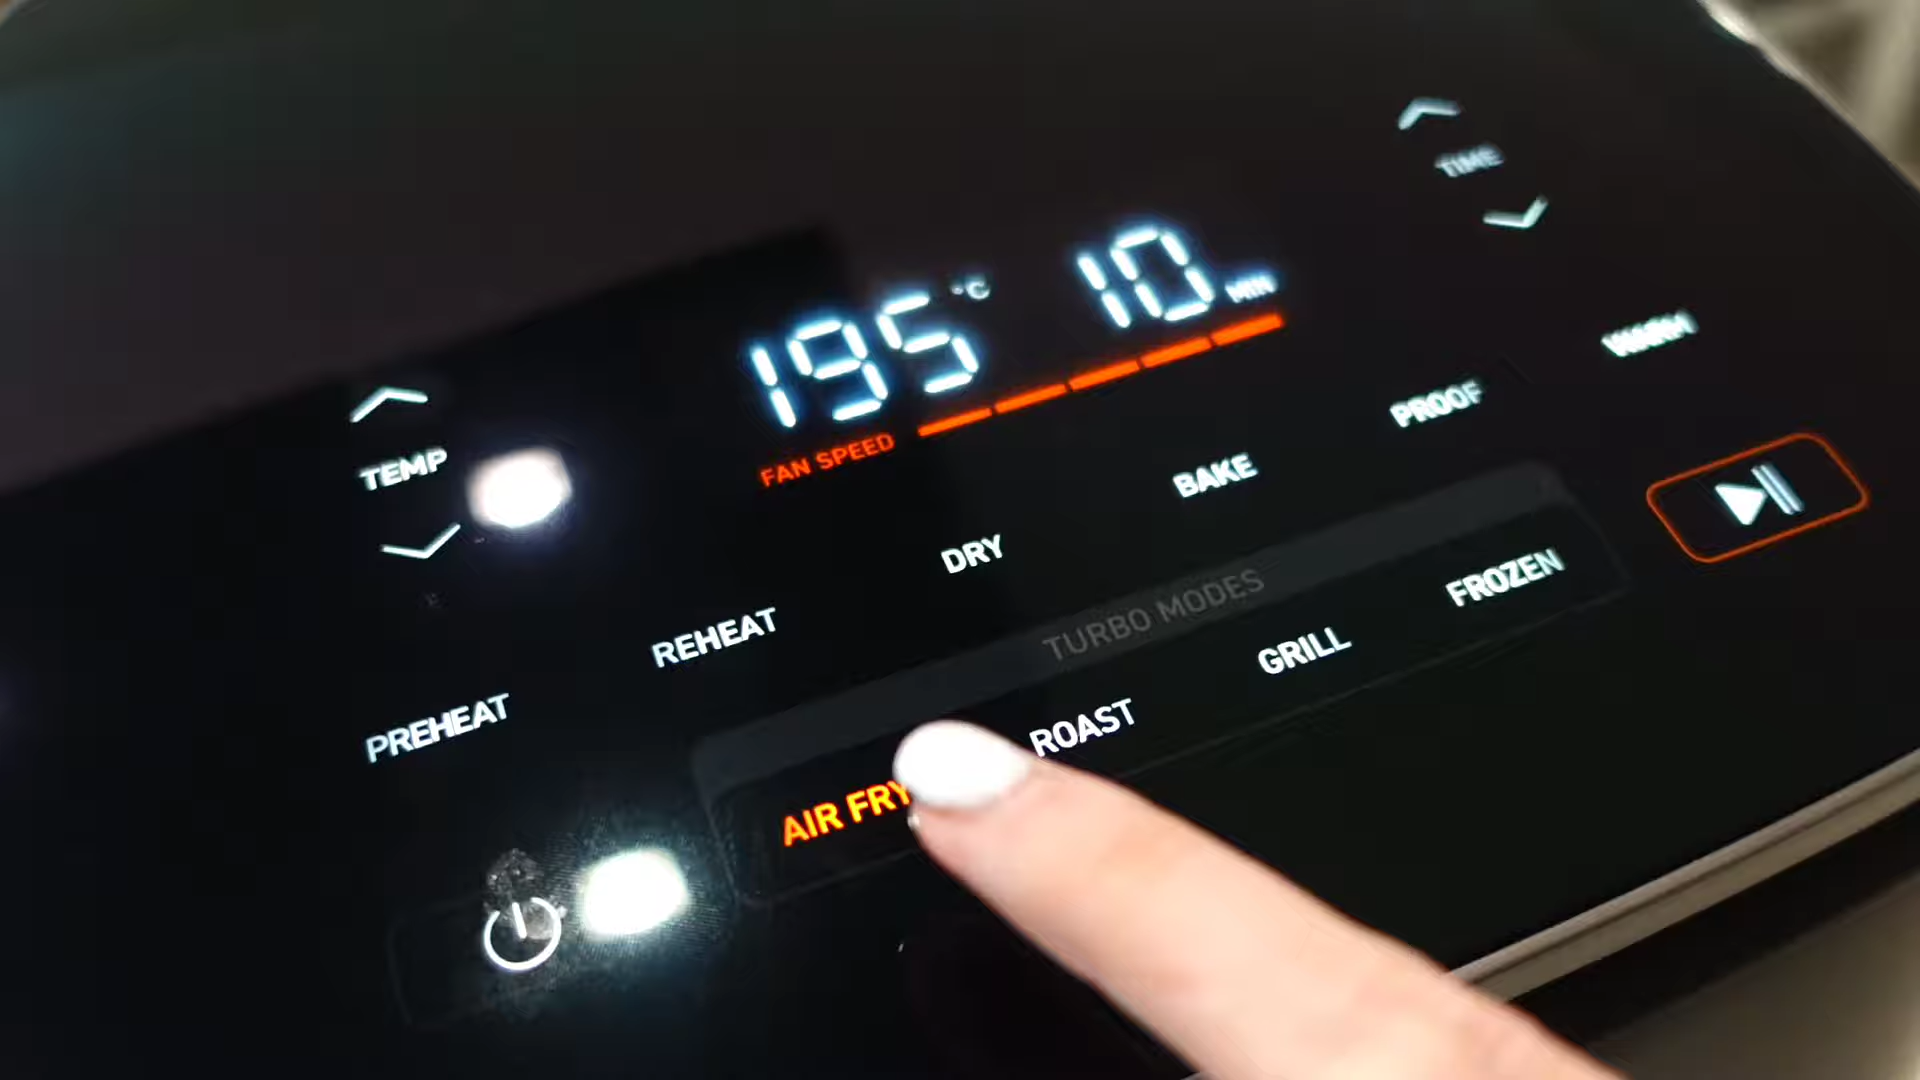 TIME
195 °C 10 MIN
TEMP
FAN SPEED
PREHEAT REHEAT DRY BAKE PROOF WARM
TURBO MODES
AIR FRY ROAST GRILL FROZEN